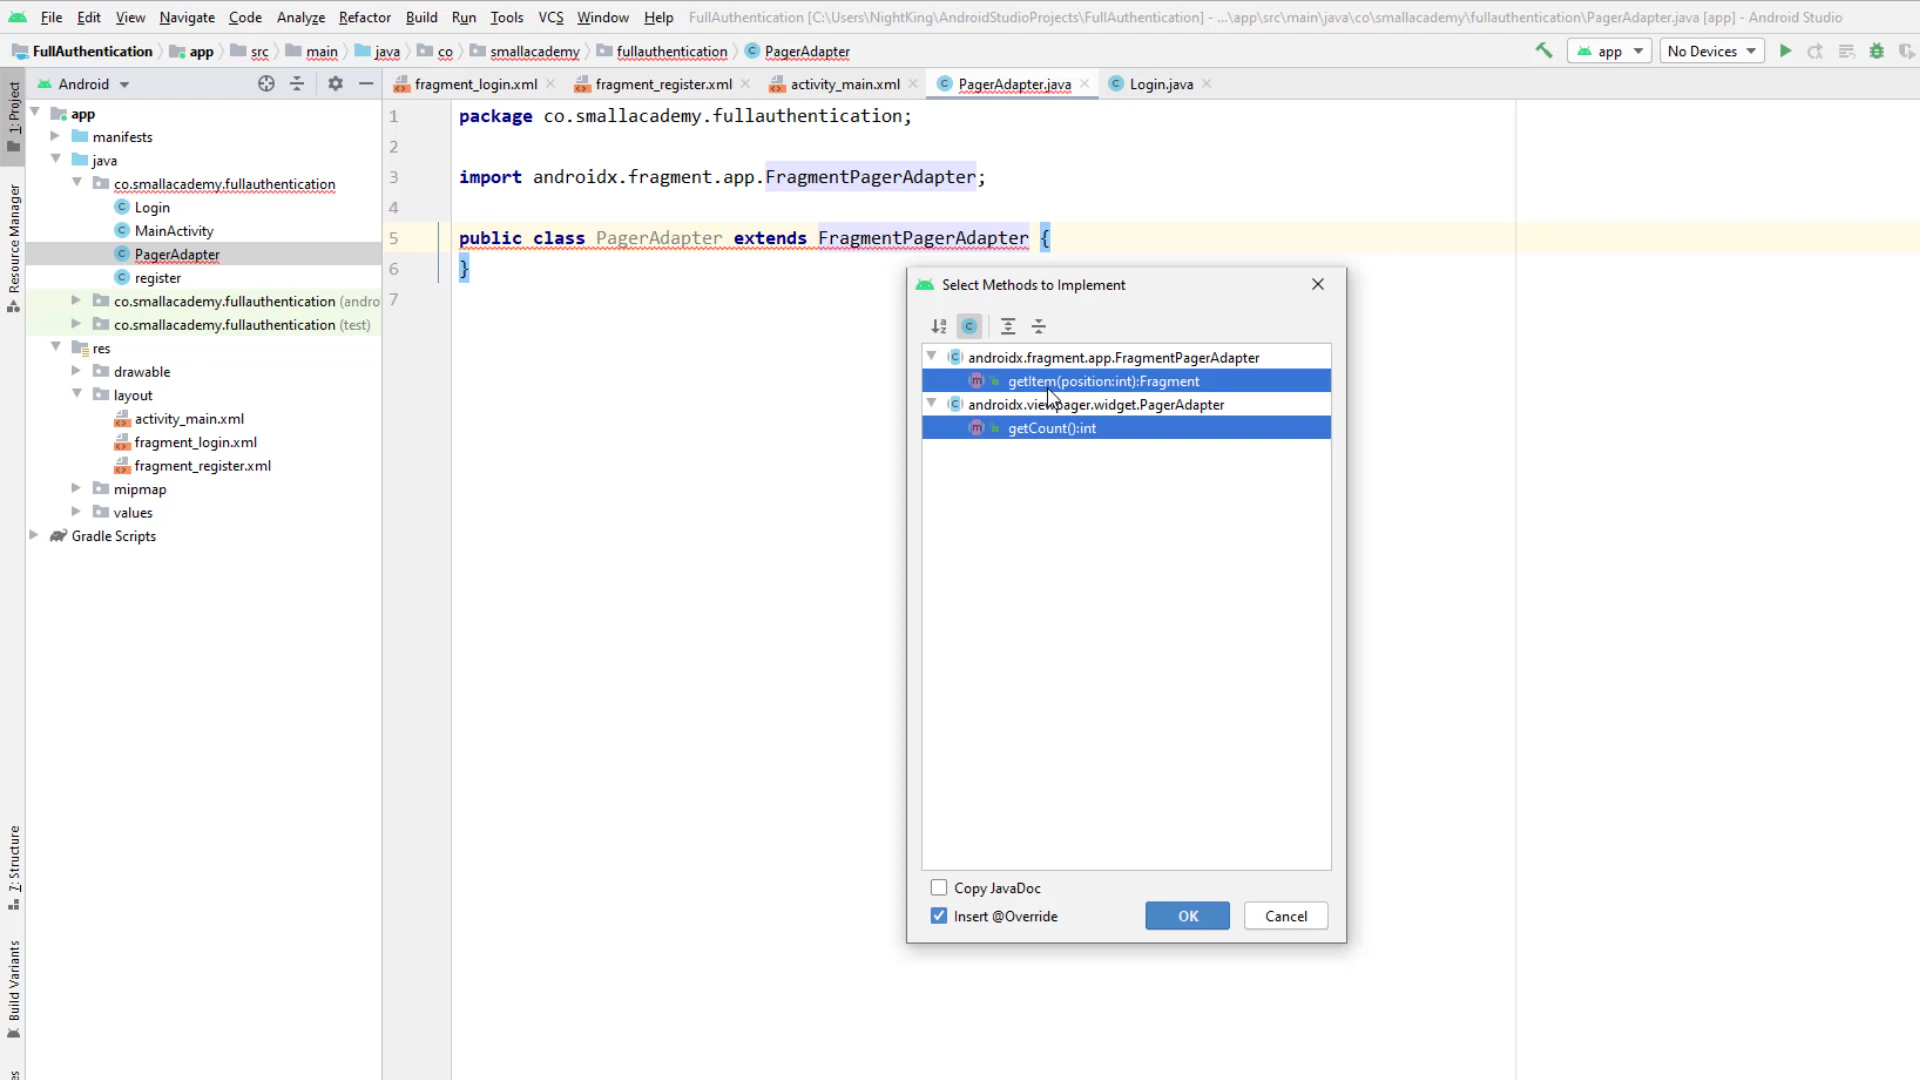 File Edit View Navigate Code Analyze Refactor Build Run Tools VCS Window Help FullAuthentication [C:\Users\NightKing\AndroidStudioProjects\FullAuthentication] - ...\app\src\main\java\co\smallacademy\fullauthentication\PagerAdapter.java [app] - Android Studio
FullAuthentication app src main java co smallacademy fullauthentication PagerAdapter app No Devices
Android fragment_login.xml fragment_register.xml activity_main.xml PagerAdapter.java Login.java
1: Project
Resource Manager
7: Structure
Build Variants
app
manifests
java
co.smallacademy.fullauthentication
Login
MainActivity
PagerAdapter
register
co.smallacademy.fullauthentication (andro
co.smallacademy.fullauthentication (test)
res
drawable
layout
activity_main.xml
fragment_login.xml
fragment_register.xml
mipmap
values
Gradle Scripts
1 package co.smallacademy.fullauthentication;
2
3 import androidx.fragment.app.FragmentPagerAdapter;
4
5 public class PagerAdapter extends FragmentPagerAdapter {
6 }
7
Select Methods to Implement
androidx.fragment.app.FragmentPagerAdapter
getItem(position:int):Fragment
androidx.viewpager.widget.PagerAdapter
getCount():int
Copy JavaDoc
Insert @Override
OK Cancel